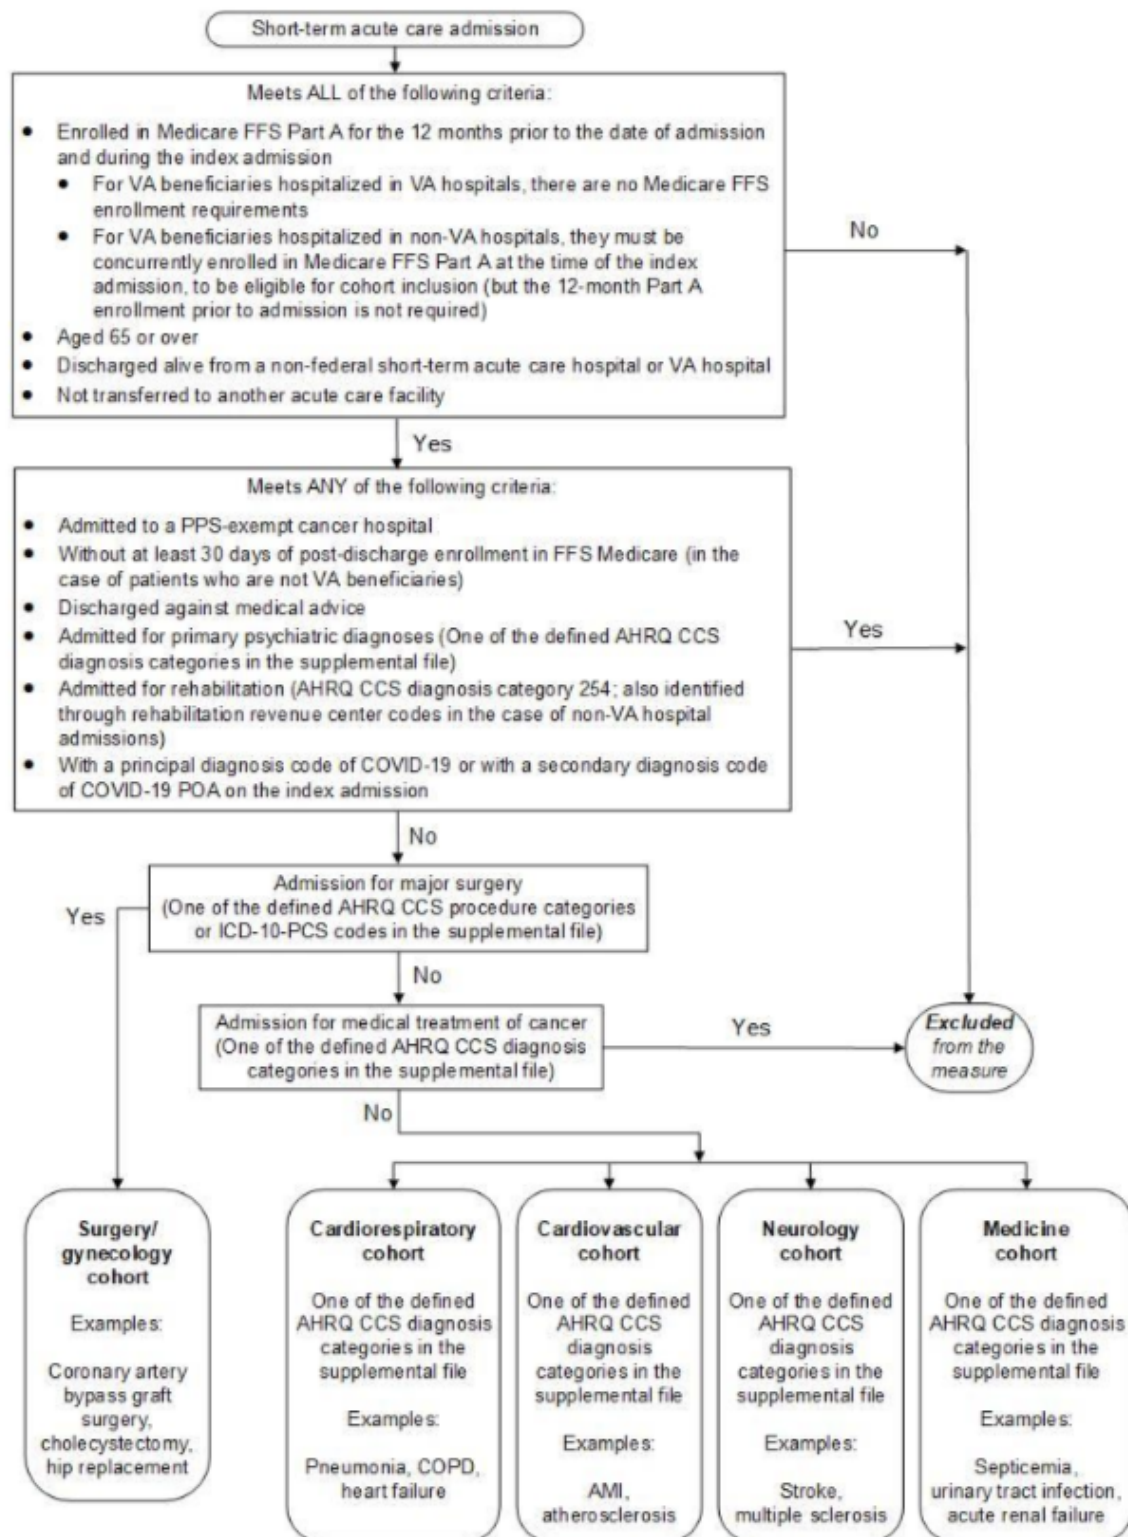 Short-term acute care admission
Meets ALL of the following criteria:
● Enrolled in Medicare FFS Part A for the 12 months prior to the date of admission
and during the index admission
● For VA beneficiaries hospitalized in VA hospitals, there are no Medicare FFS
enrollment requirements
● For VA beneficiaries hospitalized in non-VA hospitals, they must be
concurrently enrolled in Medicare FFS Part A at the time of the index
admission, to be eligible for cohort inclusion (but the 12-month Part A
enrollment prior to admission is not required)
● Aged 65 or over
● Discharged alive from a non-federal short-term acute care hospital or VA hospital
● Not transferred to another acute care facility
No
Yes
Meets ANY of the following criteria:
● Admitted to a PPS-exempt cancer hospital
● Without at least 30 days of post-discharge enrollment in FFS Medicare (in the
case of patients who are not VA beneficiaries)
● Discharged against medical advice
● Admitted for primary psychiatric diagnoses (One of the defined AHRQ CCS
diagnosis categories in the supplemental file)
● Admitted for rehabilitation (AHRQ CCS diagnosis category 254; also identified
through rehabilitation revenue center codes in the case of non-VA hospital
admissions)
● With a principal diagnosis code of COVID-19 or with a secondary diagnosis code
of COVID-19 POA on the index admission
Yes
No
Admission for major surgery
(One of the defined AHRQ CCS procedure categories
or ICD-10-PCS codes in the supplemental file)
Yes
No
Admission for medical treatment of cancer
(One of the defined AHRQ CCS diagnosis
categories in the supplemental file)
Yes
Excluded
from the
measure
No
Surgery/
gynecology
cohort
Examples:
Coronary artery
bypass graft
surgery,
cholecystectomy,
hip replacement
Cardiorespiratory
cohort
One of the defined
AHRQ CCS diagnosis
categories in the
supplemental file
Examples:
Pneumonia, COPD,
heart failure
Cardiovascular
cohort
One of the defined
AHRQ CCS
diagnosis
categories in the
supplemental file
Examples:
AMI,
atherosclerosis
Neurology
cohort
One of the defined
AHRQ CCS
diagnosis
categories in the
supplemental file
Examples:
Stroke,
multiple sclerosis
Medicine
cohort
One of the defined
AHRQ CCS diagnosis
categories in the
supplemental file
Examples:
Septicemia,
urinary tract infection,
acute renal failure